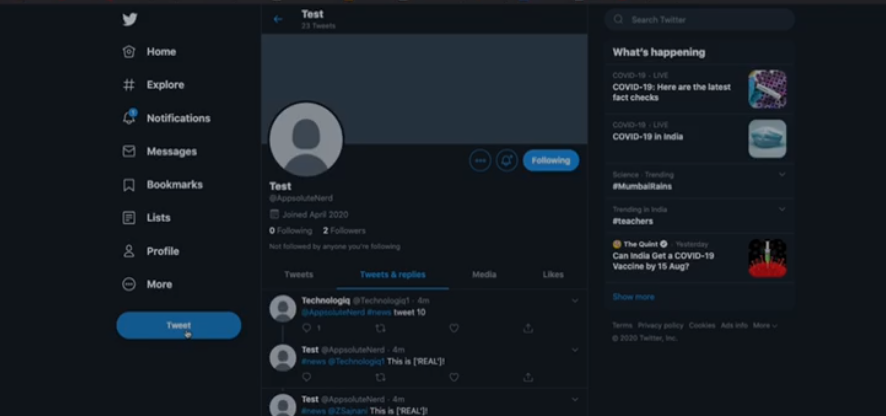 Home
Explore
1
Notifications
Messages
Bookmarks
Lists
Profile
More
Tweet
Test
23 Tweets
Following
Test
@AppsoluteNerd
Joined April 2020
0 Following 2 Followers
Not followed by anyone you're following
Tweets Tweets & replies Media Likes
Technologiq @Technologiq1 · 4m
@AppsoluteNerd #news tweet 10
1
Test @AppsoluteNerd · 4m
#news @Technologiq1 This is ['REAL']!
Test @AppsoluteNerd · 4m
#news @ZSajnani This is ['REAL']!
Search Twitter
What's happening
COVID-19 · LIVE
COVID-19: Here are the latest
fact checks
COVID-19 · LIVE
COVID-19 in India
Science · Trending
#MumbaiRains
Trending in India
#teachers
The Quint · Yesterday
Can India Get a COVID-19
Vaccine by 15 Aug?
Show more
Terms Privacy policy Cookies Ads info More
© 2020 Twitter, Inc.